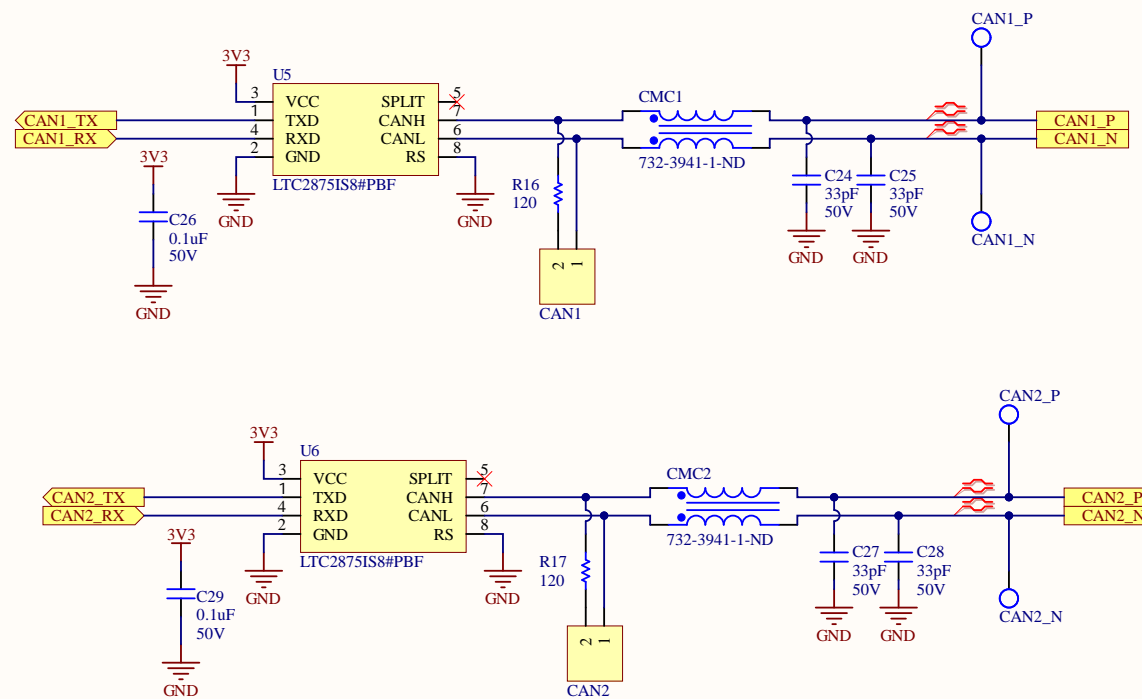 CAN1_P
3V3
U5
3 VCC SPLIT 5
CMC1
CAN1_TX 1 TXD CANH 7 CAN1_P
CAN1_RX 4 RXD CANL 6 CAN1_N
2 GND RS 8
3V3
LTC2875IS8#PBF
732-3941-1-ND
R16
120
C24
33pF
50V
C25
33pF
50V
GND
GND
C26
0.1uF
50V
CAN1_N
2 1
GND
GND
GND
CAN1
CAN2_P
3V3
U6
3 VCC SPLIT 5
CMC2
CAN2_TX 1 TXD CANH 7 CAN2_P
CAN2_RX 4 RXD CANL 6 CAN2_N
2 GND RS 8
3V3
LTC2875IS8#PBF
732-3941-1-ND
R17
120
C27
33pF
50V
C28
33pF
50V
GND
GND
C29
0.1uF
50V
CAN2_N
2 1
GND
GND
GND
CAN2